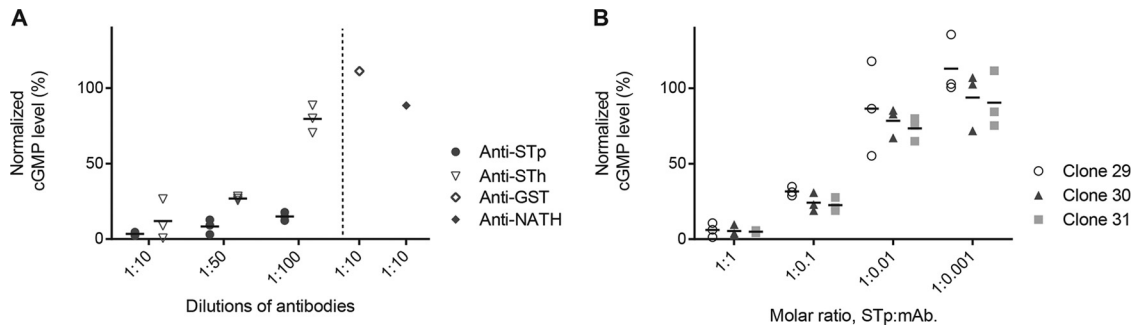 A
Normalized
cGMP level (%)
100
50
0
1:10
1:50
1:100
1:10
1:10
Dilutions of antibodies
Anti-STp
Anti-STh
Anti-GST
Anti-NATH
B
Normalized
cGMP level (%)
100
50
0
1:1
1:0.1
1:0.01
1:0.001
Molar ratio, STp:mAb.
Clone 29
Clone 30
Clone 31